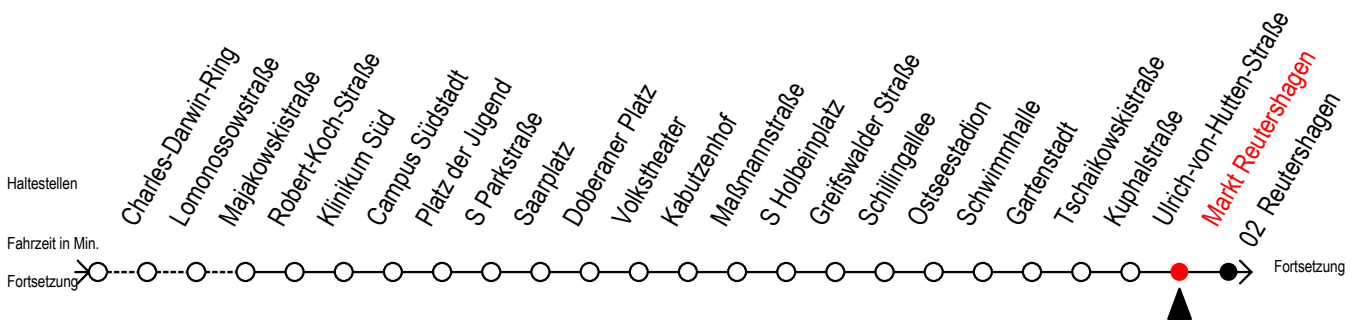 Haltestellen
Charles-Darwin-Ring
Lomonossowstraße
Majakowskistraße
Robert-Koch-Straße
Klinikum Süd
Campus Südstadt
Platz der Jugend
S Parkstraße
Saarplatz
Doberaner Platz
Volkstheater
Kabutzenhof
Maßmannstraße
S Holbeinplatz
Greifswalder Straße
Schillingallee
Ostseestadion
Schwimmhalle
Gartenstadt
Tschaikowskistraße
Kuphalstraße
Ulrich-von-Hutten-Straße
Markt Reutershagen
02 Reutershagen
Fahrzeit in Min.
Fortsetzung
Fortsetzung